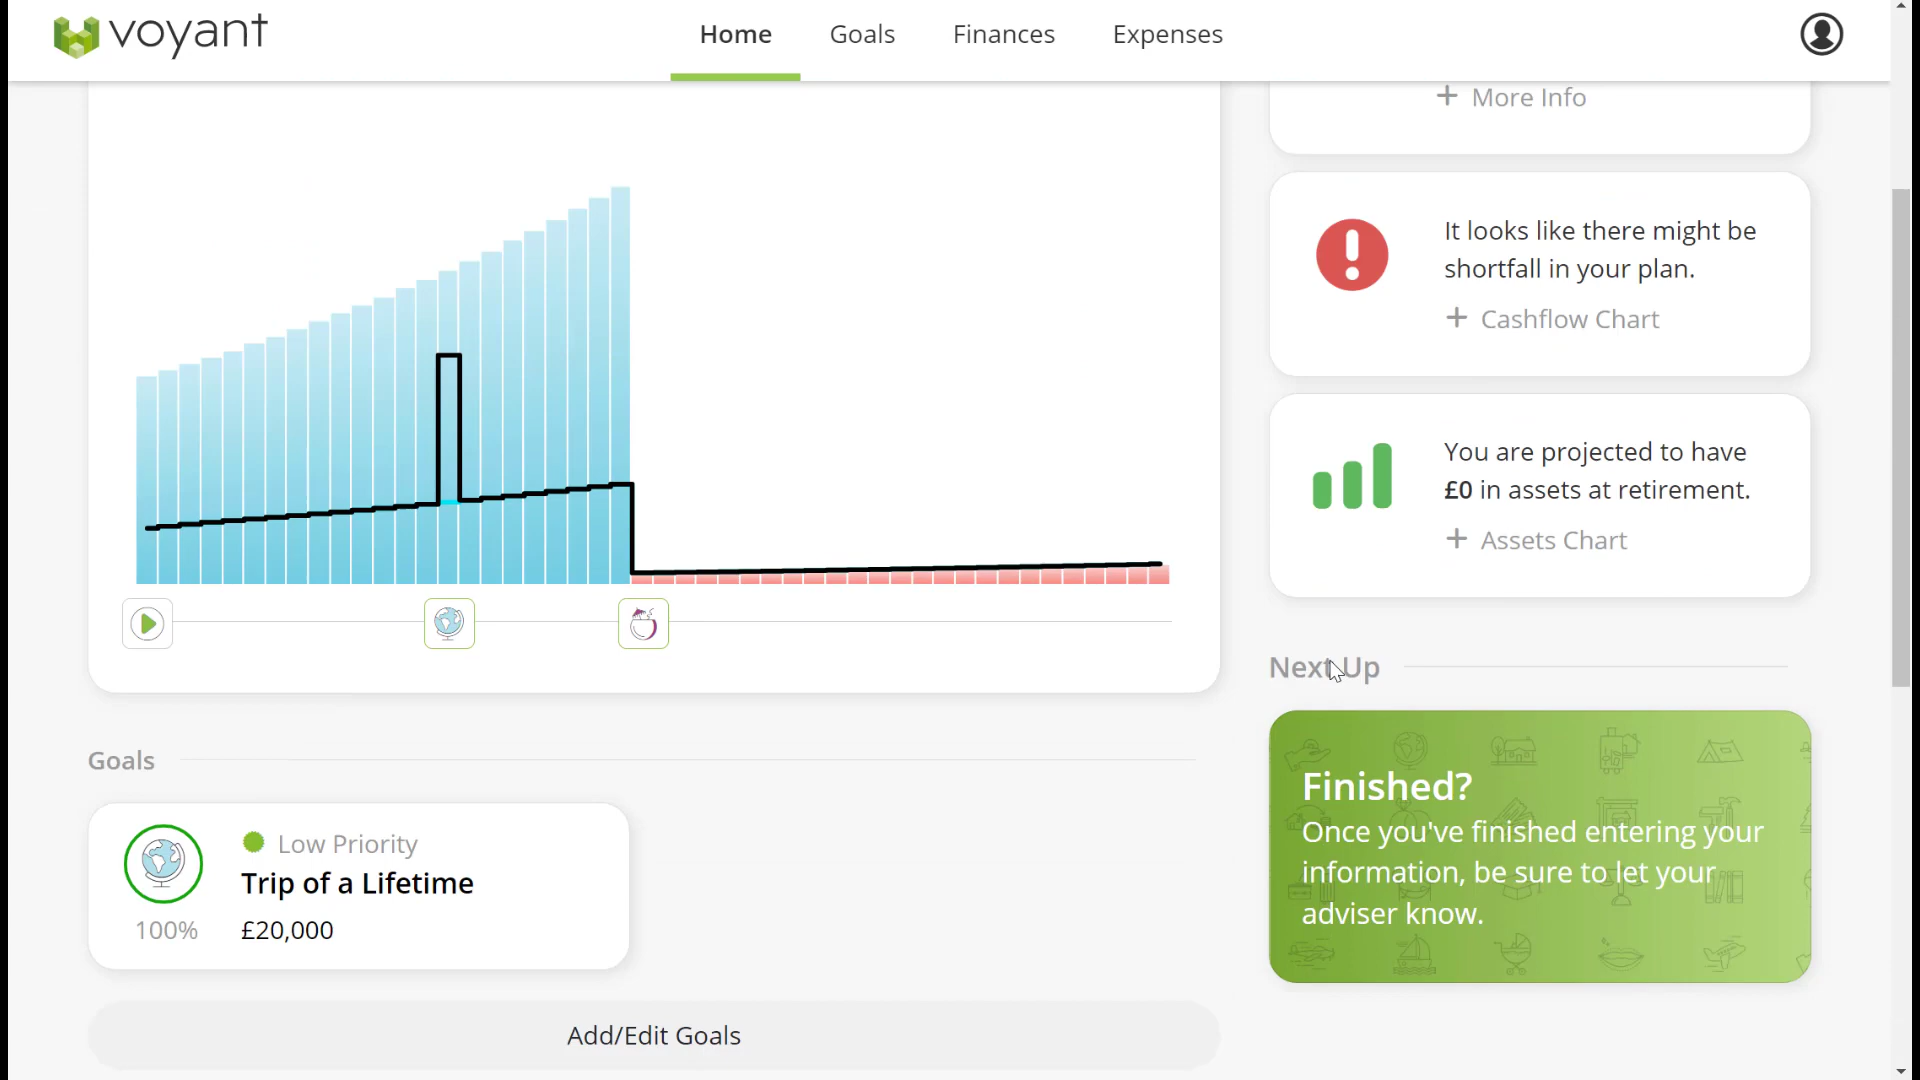 voyant
Home
Goals
Finances
Expenses
+ More Info
It looks like there might be
shortfall in your plan.
+ Cashflow Chart
You are projected to have
£0 in assets at retirement.
+ Assets Chart
Next Up
Finished?
Once you've finished entering your
information, be sure to let your
adviser know.
Goals
Low Priority
Trip of a Lifetime
100%
£20,000
Add/Edit Goals